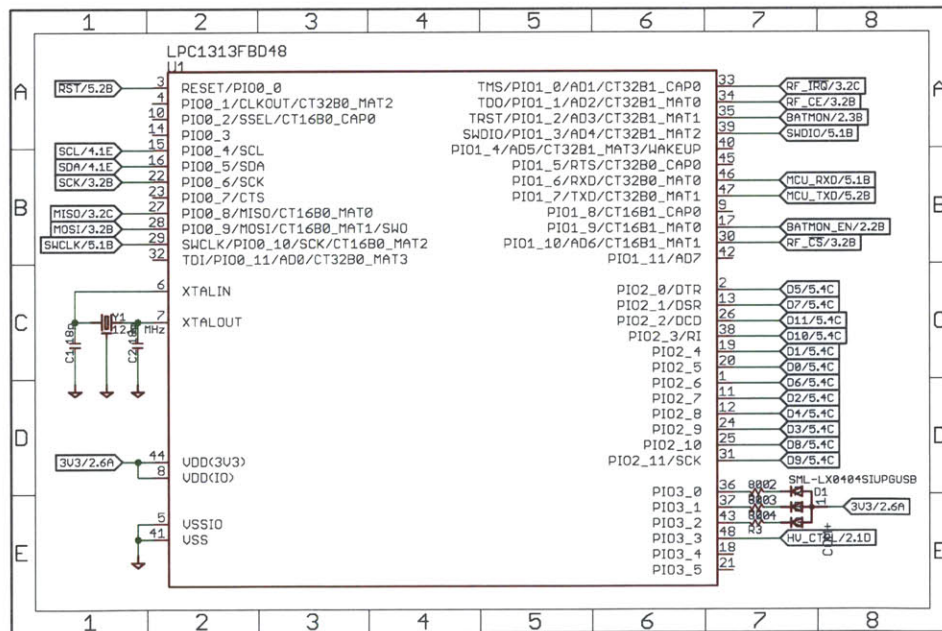 1 2 3 4 5 6 7 8
LPC1313FBD48
U1
A A
RST/5.2B 3 RESET/PIO0_0 TMS/PIO1_0/AD1/CT32B1_CAP0 33 RF_IRQ/3.2C
4 PIO0_1/CLKOUT/CT32B0_MAT2 TDO/PIO1_1/AD2/CT32B1_MAT0 34 RF_CE/3.2B
10 PIO0_2/SSEL/CT16B0_CAP0 TRST/PIO1_2/AD3/CT32B1_MAT1 35 BATMON/2.3B
14 PIO0_3 SWDIO/PIO1_3/AD4/CT32B1_MAT2 39 SWDIO/5.1B
SCL/4.1E 15 PIO0_4/SCL PIO1_4/AD5/CT32B1_MAT3/WAKEUP 40
SDA/4.1E 16 PIO0_5/SDA PIO1_5/RTS/CT32B0_CAP0 45
SCK/3.2B 22 PIO0_6/SCK PIO1_6/RXD/CT32B0_MAT0 46 MCU_RXD/5.1B
23 PIO0_7/CTS PIO1_7/TXD/CT32B0_MAT1 47 MCU_TXD/5.2B
B B
MISO/3.2C 27 PIO0_8/MISO/CT16B0_MAT0 PIO1_8/CT16B1_CAP0 9
MOSI/3.2B 28 PIO0_9/MOSI/CT16B0_MAT1/SWO PIO1_9/CT16B1_MAT0 17 BATMON_EN/2.2B
SWCLK/5.1B 29 SWCLK/PIO0_10/SCK/CT16B0_MAT2 PIO1_10/AD6/CT16B1_MAT1 30 RF_CS/3.2B
32 TDI/PIO0_11/AD0/CT32B0_MAT3 PIO1_11/AD7 42
6 XTALIN PIO2_0/DTR 2 D5/5.4C
PIO2_1/DSR 13 D7/5.4C
C C
Y1 7 XTALOUT PIO2_2/DCD 26 D11/5.4C
MHz PIO2_3/RI 38 D10/5.4C
C1 C2 PIO2_4 19 D1/5.4C
PIO2_5 20 D0/5.4C
PIO2_6 1 D6/5.4C
PIO2_7 11 D2/5.4C
PIO2_8 12 D4/5.4C
D D
PIO2_9 24 D3/5.4C
PIO2_10 25 D8/5.4C
3V3/2.6A 44 VDD(3V3) PIO2_11/SCK 31 D9/5.4C
8 VDD(IO)
SML-LX0404SIUPGUSB
PIO3_0 36 D1
PIO3_1 37 3V3/2.6A
5 VSSIO PIO3_2 43
R3
41 VSS PIO3_3 48 HV_CTRL/2.1D
E E
PIO3_4 18
PIO3_5 21
1 2 3 4 5 6 7 8